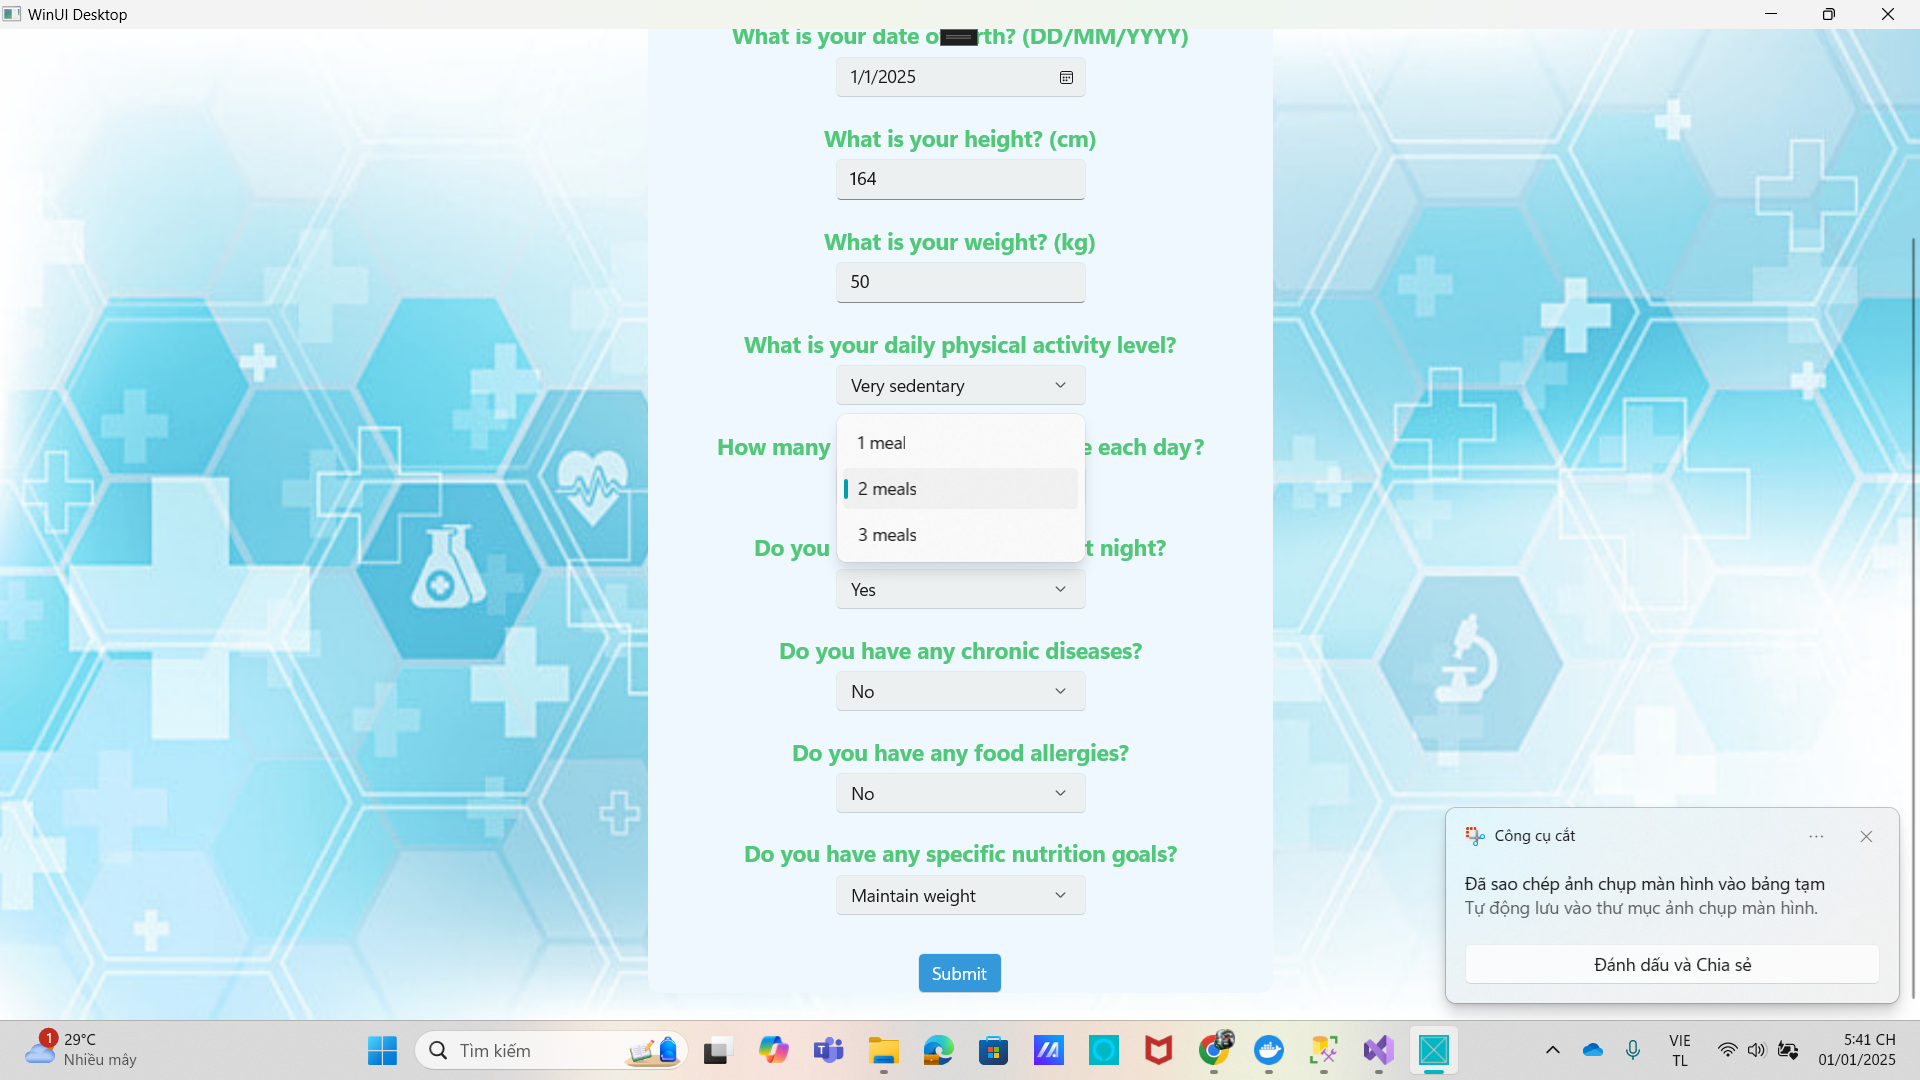 WinUI Desktop
What is your date o rth? (DD/MM/YYYY)
1/1/2025
What is your height? (cm)
164
What is your weight? (kg)
50
What is your daily physical activity level?
Very sedentary
How many e each day?
1 meal
2 meals
3 meals
Do you t night?
Yes
Do you have any chronic diseases?
No
Do you have any food allergies?
No
Do you have any specific nutrition goals?
Maintain weight
Submit
Công cụ cắt
Đã sao chép ảnh chụp màn hình vào bảng tạm
Tự động lưu vào thư mục ảnh chụp màn hình.
Đánh dấu và Chia sẻ
1
29°C
Nhiều mây
Tìm kiếm
VIE
TL
5:41 CH
01/01/2025